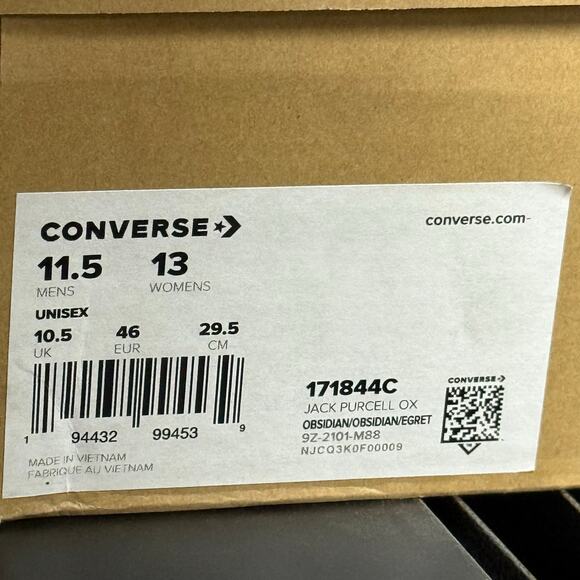 CONVERSE
converse.com
11.5 13
MENS WOMENS
UNISEX
10.5 46 29.5
UK EUR CM
1 94432 99453 9
MADE IN VIETNAM
FABRIQUE AU VIETNAM
171844C
JACK PURCELL OX
OBSIDIAN/OBSIDIAN/EGRET
9Z-2101-M88
NJCQ3K0F00009
CONVERSE